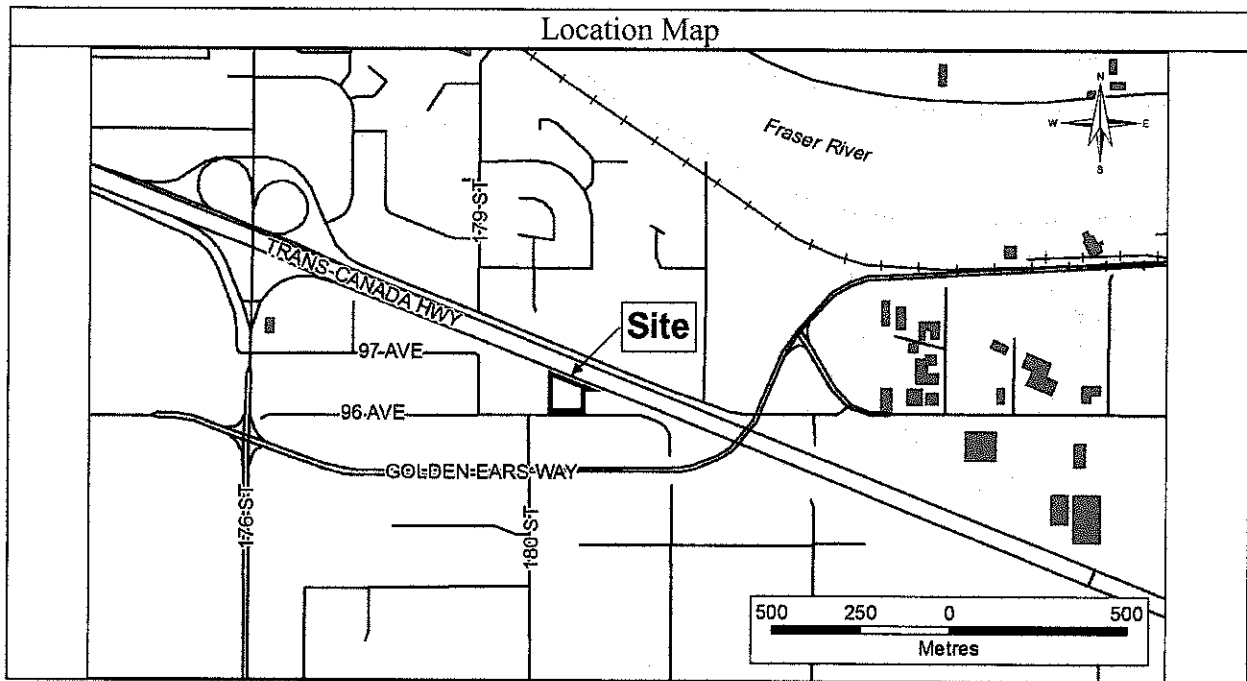 Location Map
N
W E
S
Fraser River
179 ST
TRANS-CANADA HWY
Site
97 AVE
96 AVE
GOLDEN EARS WAY
176 ST
180 ST
500 250 0 500
Metres